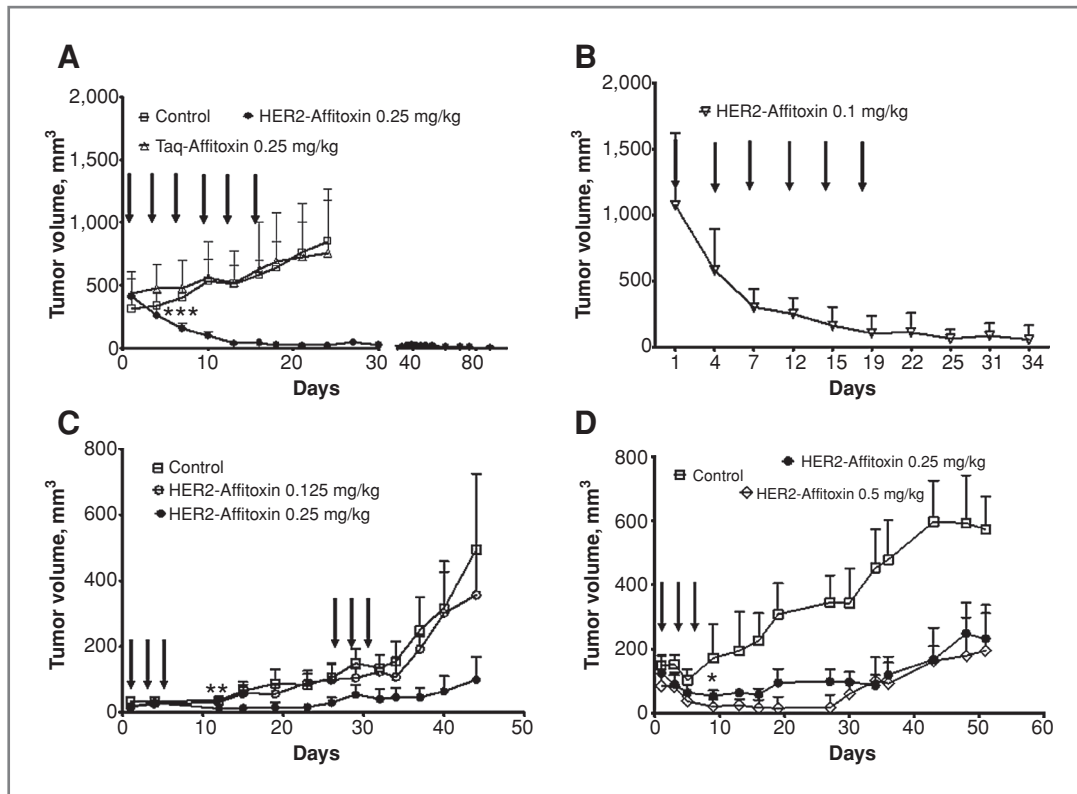 A
2,000
1,500
1,000
500
0
Tumor volume, mm³
Control
HER2-Affitoxin 0.25 mg/kg
Taq-Affitoxin 0.25 mg/kg
***
0 10 20 30 40 60 80
Days
B
2,000
1,500
1,000
500
0
Tumor volume, mm³
HER2-Affitoxin 0.1 mg/kg
1 4 7 12 15 19 22 25 31 34
Days
C
800
600
400
200
0
Tumor volume, mm³
Control
HER2-Affitoxin 0.125 mg/kg
HER2-Affitoxin 0.25 mg/kg
**
0 10 20 30 40 50
Days
D
800
600
400
200
0
Tumor volume, mm³
HER2-Affitoxin 0.25 mg/kg
Control
HER2-Affitoxin 0.5 mg/kg
*
0 10 20 30 40 50 60
Days